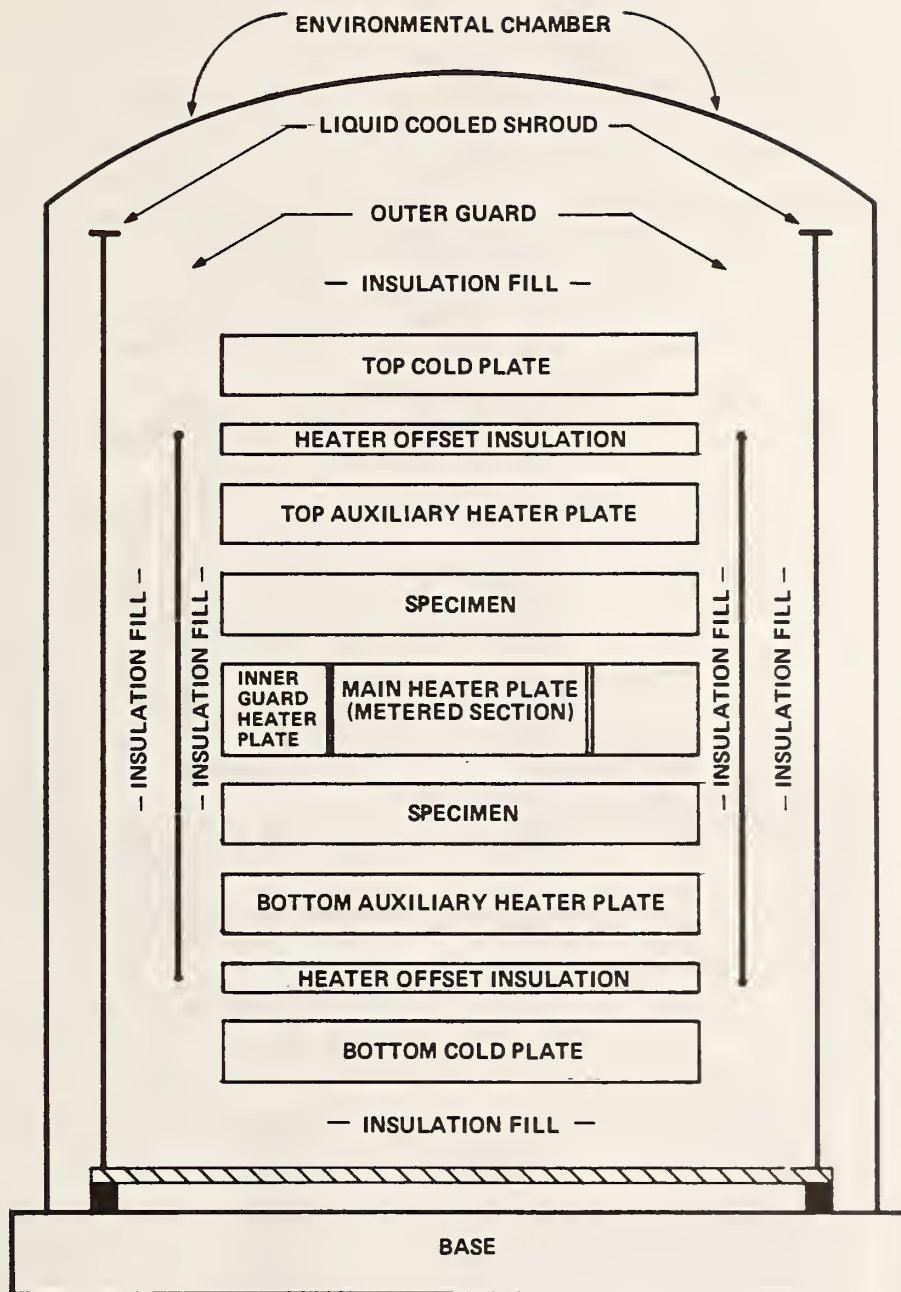 ENVIRONMENTAL CHAMBER
LIQUID COOLED SHROUD
OUTER GUARD
— INSULATION FILL —
TOP COLD PLATE
HEATER OFFSET INSULATION
TOP AUXILIARY HEATER PLATE
SPECIMEN
— INSULATION FILL —
— INSULATION FILL —
INNER
GUARD
HEATER
PLATE
MAIN HEATER PLATE
(METERED SECTION)
— INSULATION FILL —
— INSULATION FILL —
SPECIMEN
BOTTOM AUXILIARY HEATER PLATE
HEATER OFFSET INSULATION
BOTTOM COLD PLATE
— INSULATION FILL —
BASE